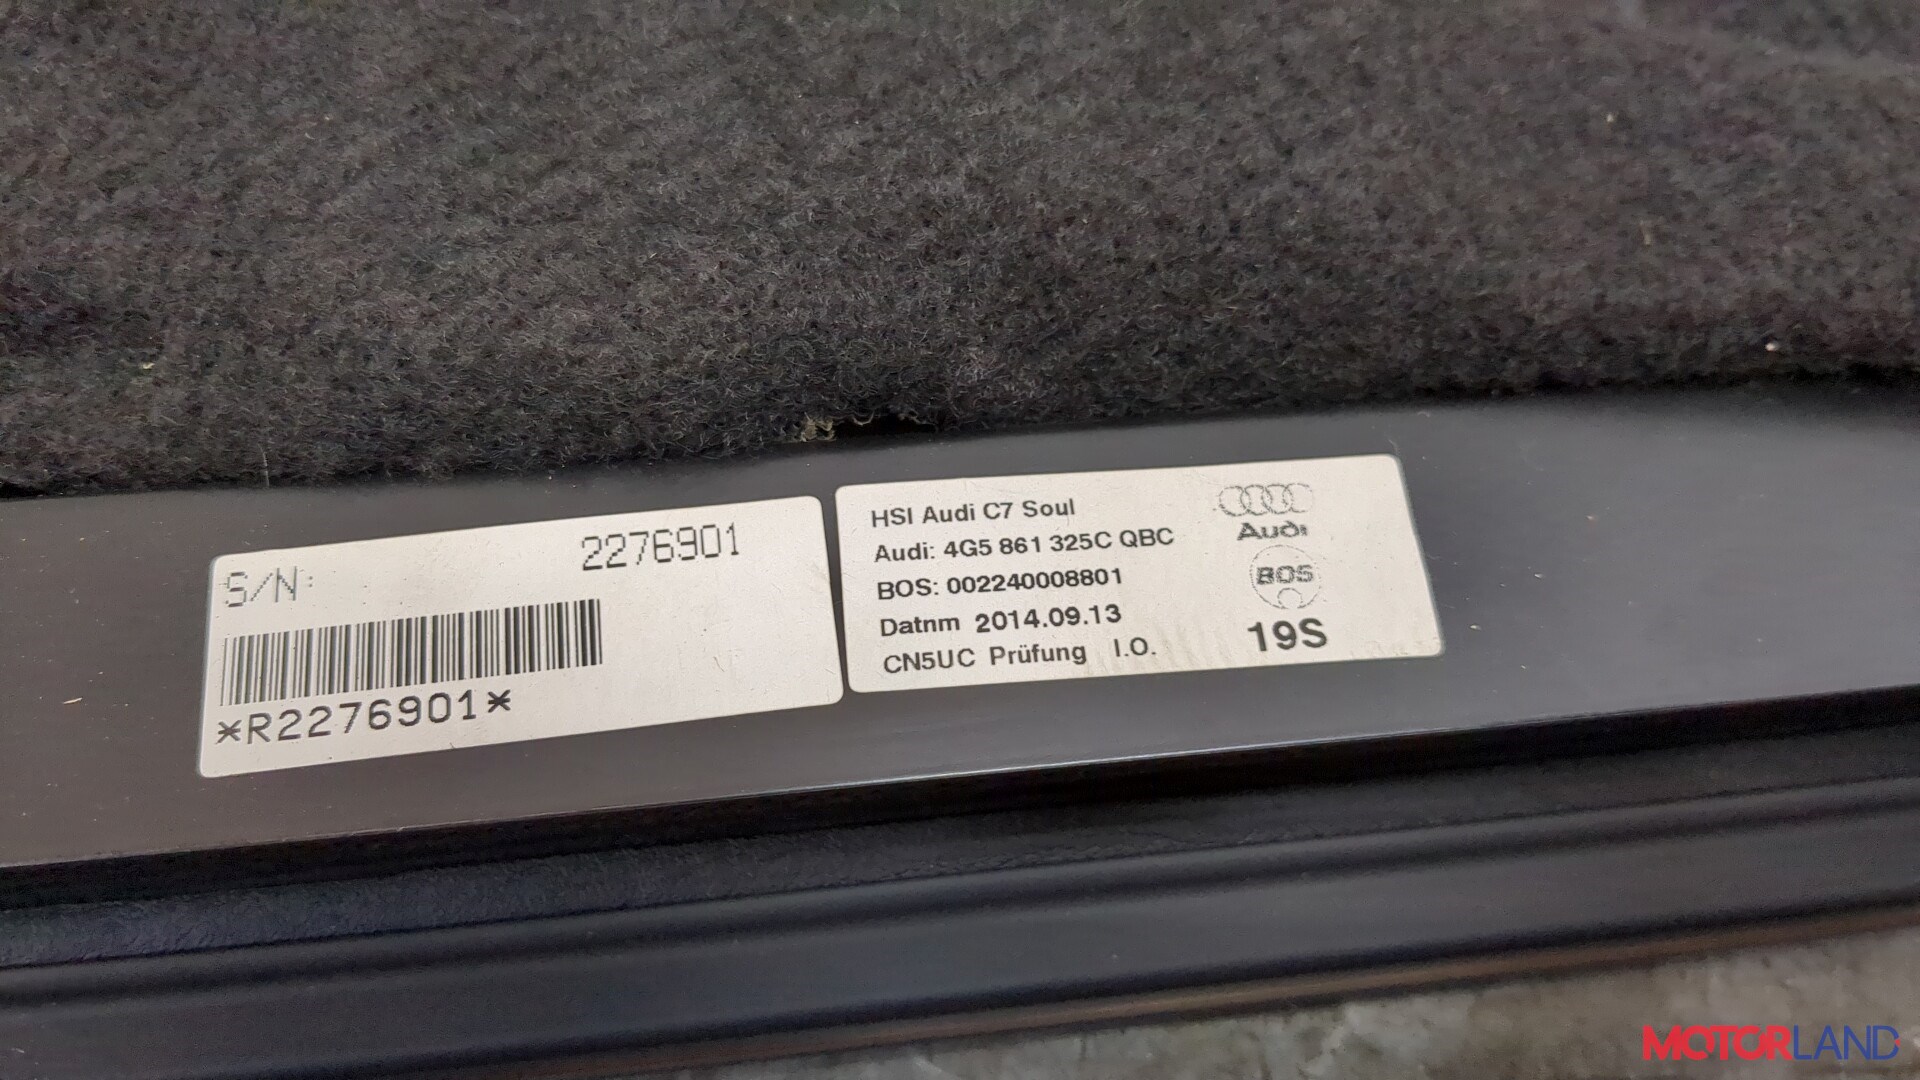 S/N: 2276901
*R2276901*
HSI Audi C7 Soul
Audi: 4G5 861 325C QBC
BOS: 002240008801
Datnm 2014.09.13
CN5UC Prüfung I.O.
Audi
BOS
19S
MOTORLAND